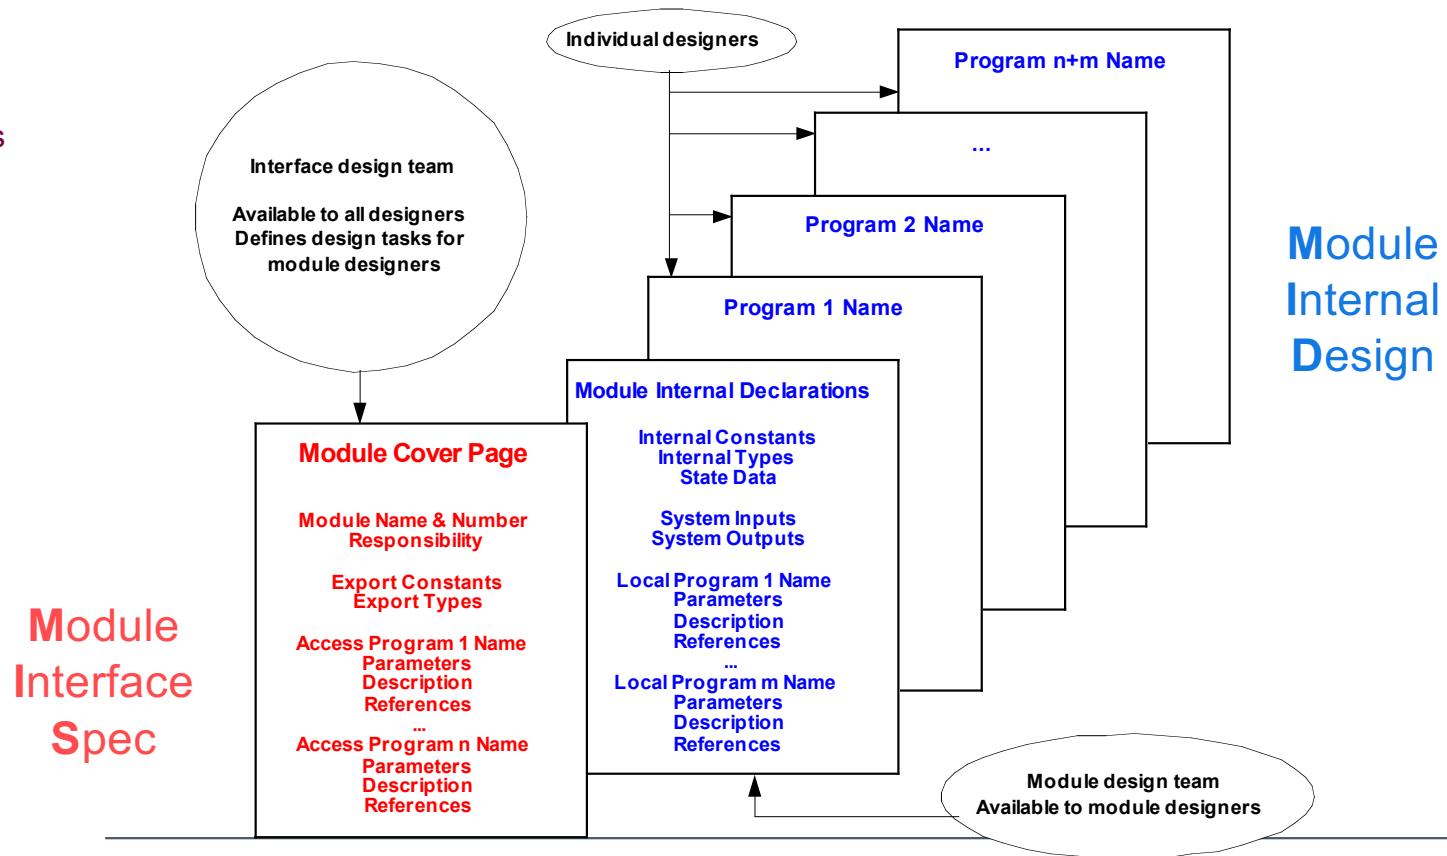 Individual designers
Program n+m Name
s
...
Interface design team
Available to all designers
Defines design tasks for
module designers
Program 2 Name
Module
Internal
Design
Program 1 Name
Module Internal Declarations
Internal Constants
Internal Types
State Data
System Inputs
System Outputs
Local Program 1 Name
Parameters
Description
References
...
Local Program m Name
Parameters
Description
References
Module Cover Page
Module Name & Number
Responsibility
Export Constants
Export Types
Access Program 1 Name
Parameters
Description
References
...
Access Program n Name
Parameters
Description
References
Module
Interface
Spec
Module design team
Available to module designers